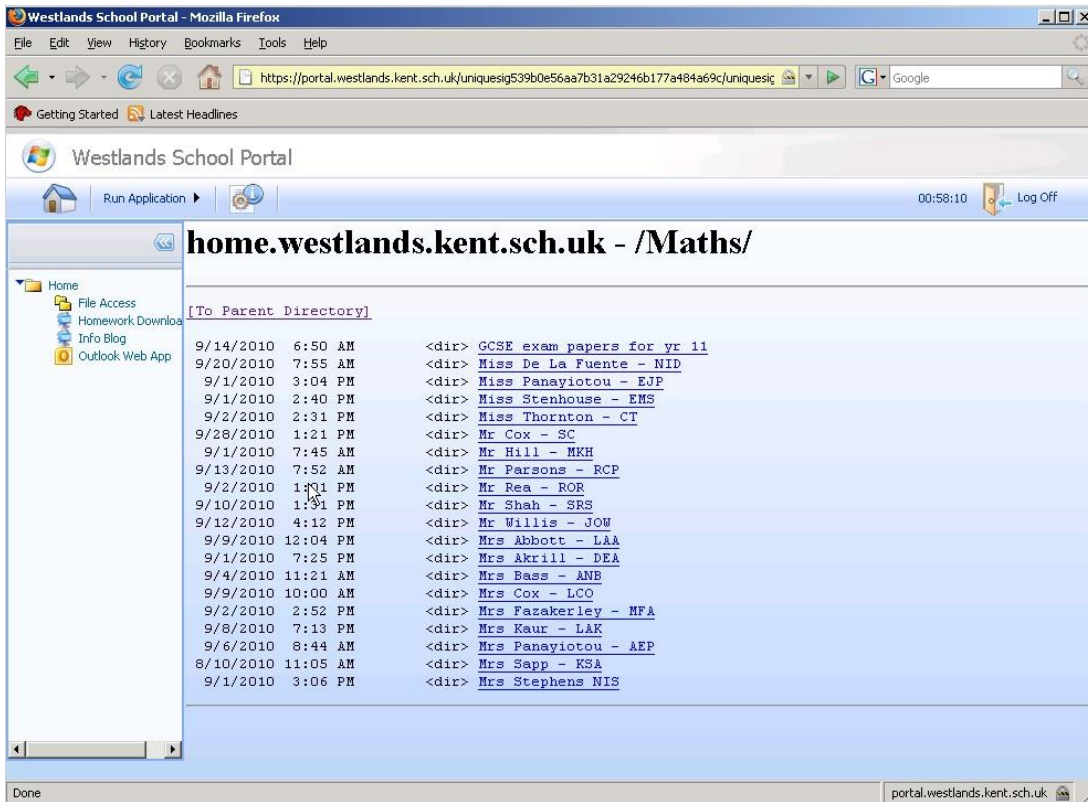 Westlands School Portal - Mozilla Firefox
File Edit View History Bookmarks Tools Help
https://portal.westlands.kent.sch.uk/uniquesig539b0e56aa7b31a29246b177a484a69c/uniquesig
G Google
Getting Started Latest Headlines
Westlands School Portal
Run Application 00:58:10 Log Off
home.westlands.kent.sch.uk - /Maths/
Home
File Access
Homework Downloa
Info Blog
Outlook Web App
[To Parent Directory]
9/14/2010 6:50 AM <dir> GCSE exam papers for yr 11
9/20/2010 7:55 AM <dir> Miss De La Fuente - NID
9/1/2010 3:04 PM <dir> Miss Panayiotou - EJP
9/1/2010 2:40 PM <dir> Miss Stenhouse - EMS
9/2/2010 2:31 PM <dir> Miss Thornton - CT
9/28/2010 1:21 PM <dir> Mr Cox - SC
9/1/2010 7:45 AM <dir> Mr Hill - MKH
9/13/2010 7:52 AM <dir> Mr Parsons - RCP
9/2/2010 1:01 PM <dir> Mr Rea - ROR
9/10/2010 1:31 PM <dir> Mr Shah - SRS
9/12/2010 4:12 PM <dir> Mr Willis - JOW
9/9/2010 12:04 PM <dir> Mrs Abbott - LAA
9/1/2010 7:25 PM <dir> Mrs Akrill - DEA
9/4/2010 11:21 AM <dir> Mrs Bass - ANB
9/9/2010 10:00 AM <dir> Mrs Cox - LCO
9/2/2010 2:52 PM <dir> Mrs Fazakerley - MFA
9/8/2010 7:13 PM <dir> Mrs Kaur - LAK
9/6/2010 8:44 AM <dir> Mrs Panayiotou - AEP
8/10/2010 11:05 AM <dir> Mrs Sapp - KSA
9/1/2010 3:06 PM <dir> Mrs Stephens NIS
Done portal.westlands.kent.sch.uk